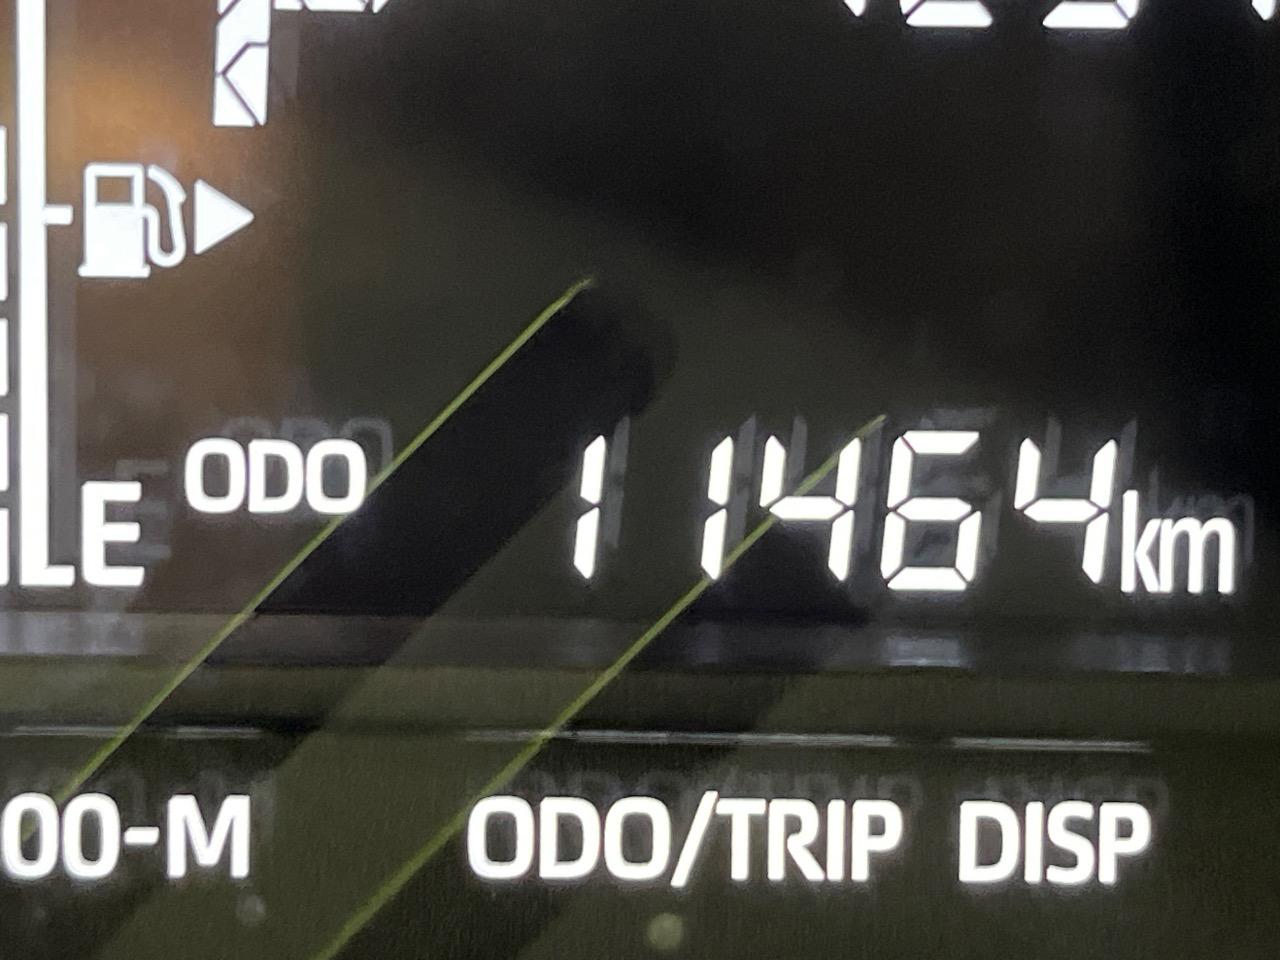 ODO 11464km
E
00-M ODO/TRIP DISP